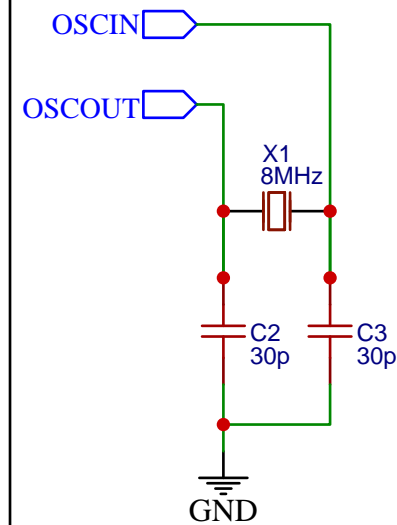 OSCIN
OSCOUT
X1
8MHz
C2
30p
C3
30p
GND